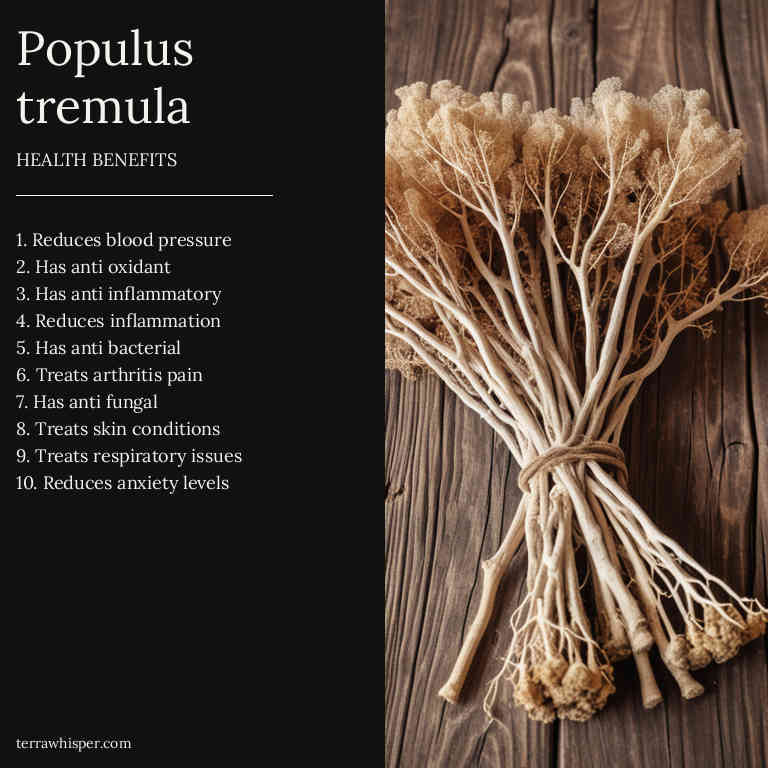 Populus
tremula
HEALTH BENEFITS
1. Reduces blood pressure
2. Has anti oxidant
3. Has anti inflammatory
4. Reduces inflammation
5. Has anti bacterial
6. Treats arthritis pain
7. Has anti fungal
8. Treats skin conditions
9. Treats respiratory issues
10. Reduces anxiety levels
terrawhisper.com